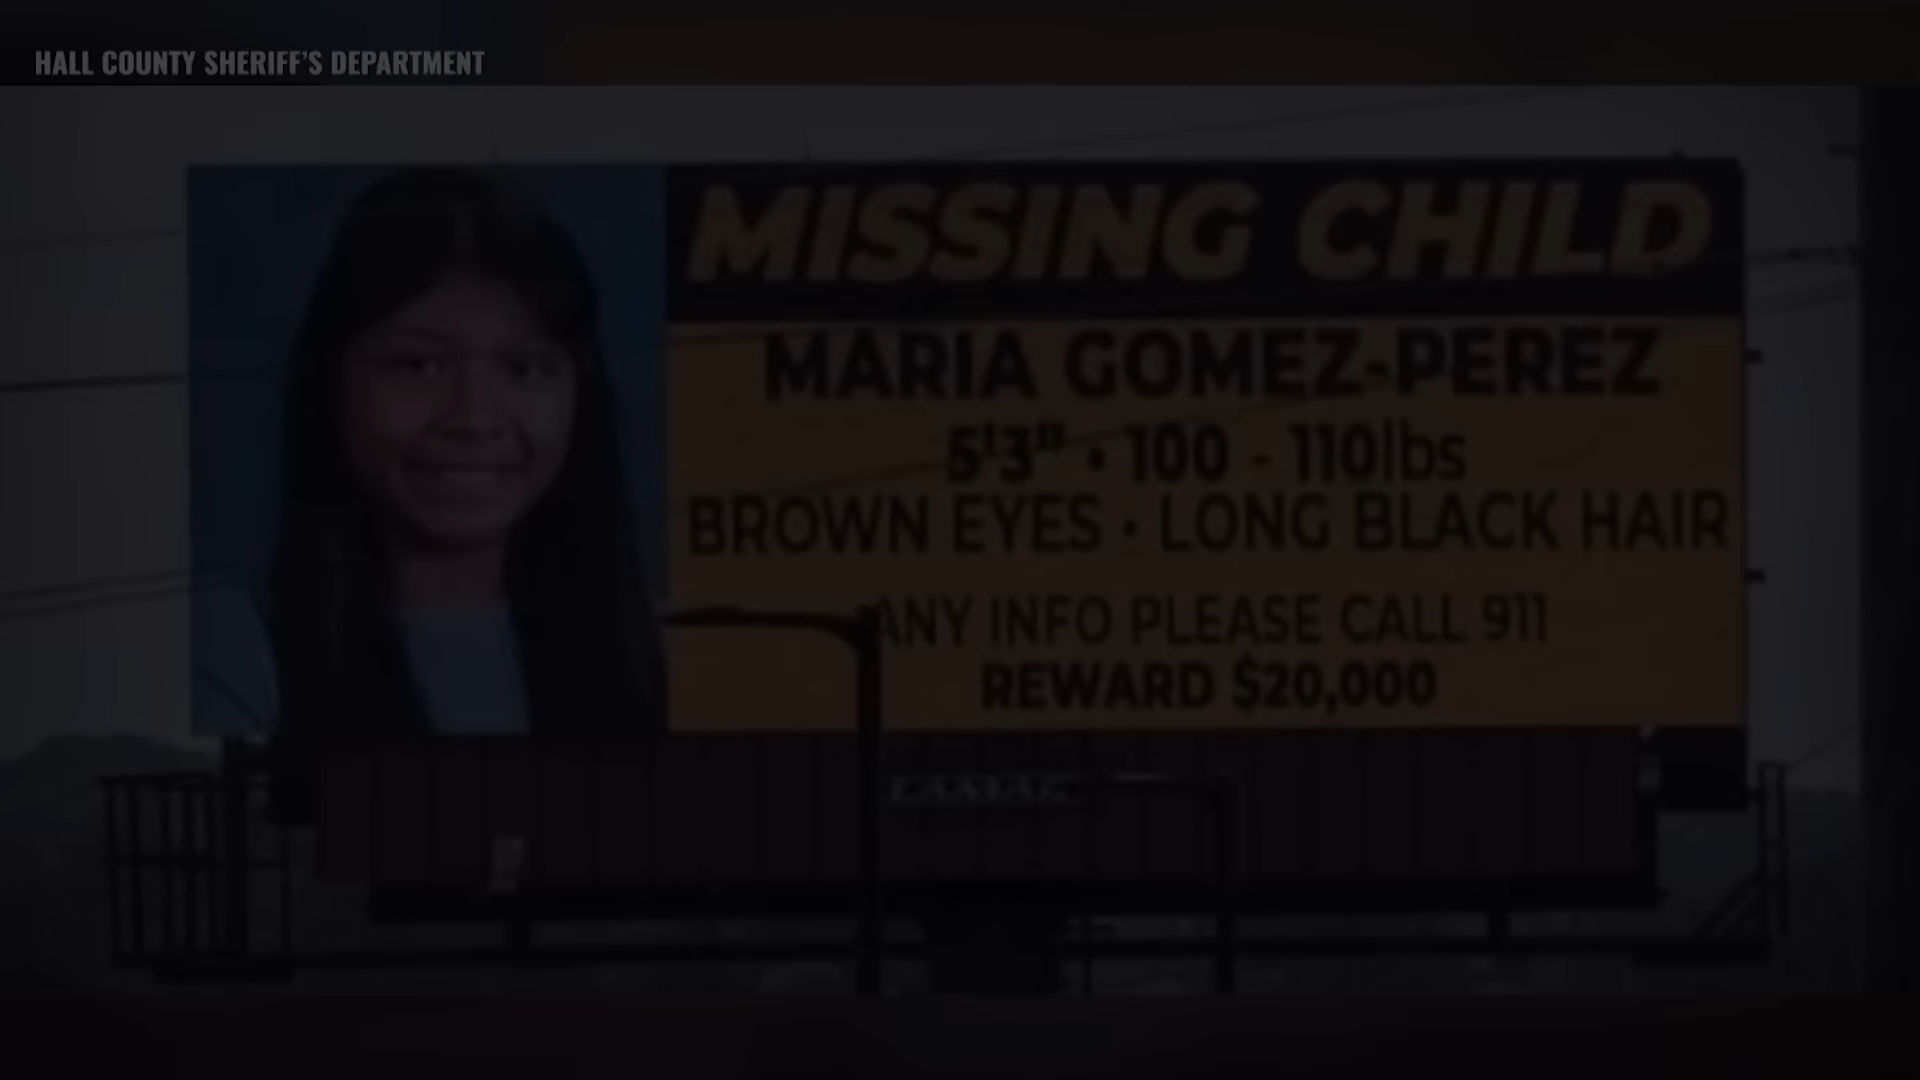 HALL COUNTY SHERIFF'S DEPARTMENT
MISSING CHILD
MARIA GOMEZ-PEREZ
5'3" • 100 - 110lbs
BROWN EYES • LONG BLACK HAIR
ANY INFO PLEASE CALL 911
REWARD $20,000
LAMAR